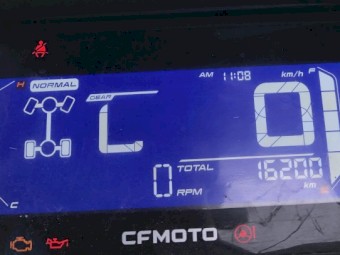 H NORMAL AM 11:08 km/h F
GEAR L 0
TOTAL 16200
0 RPM km
C
CFMOTO